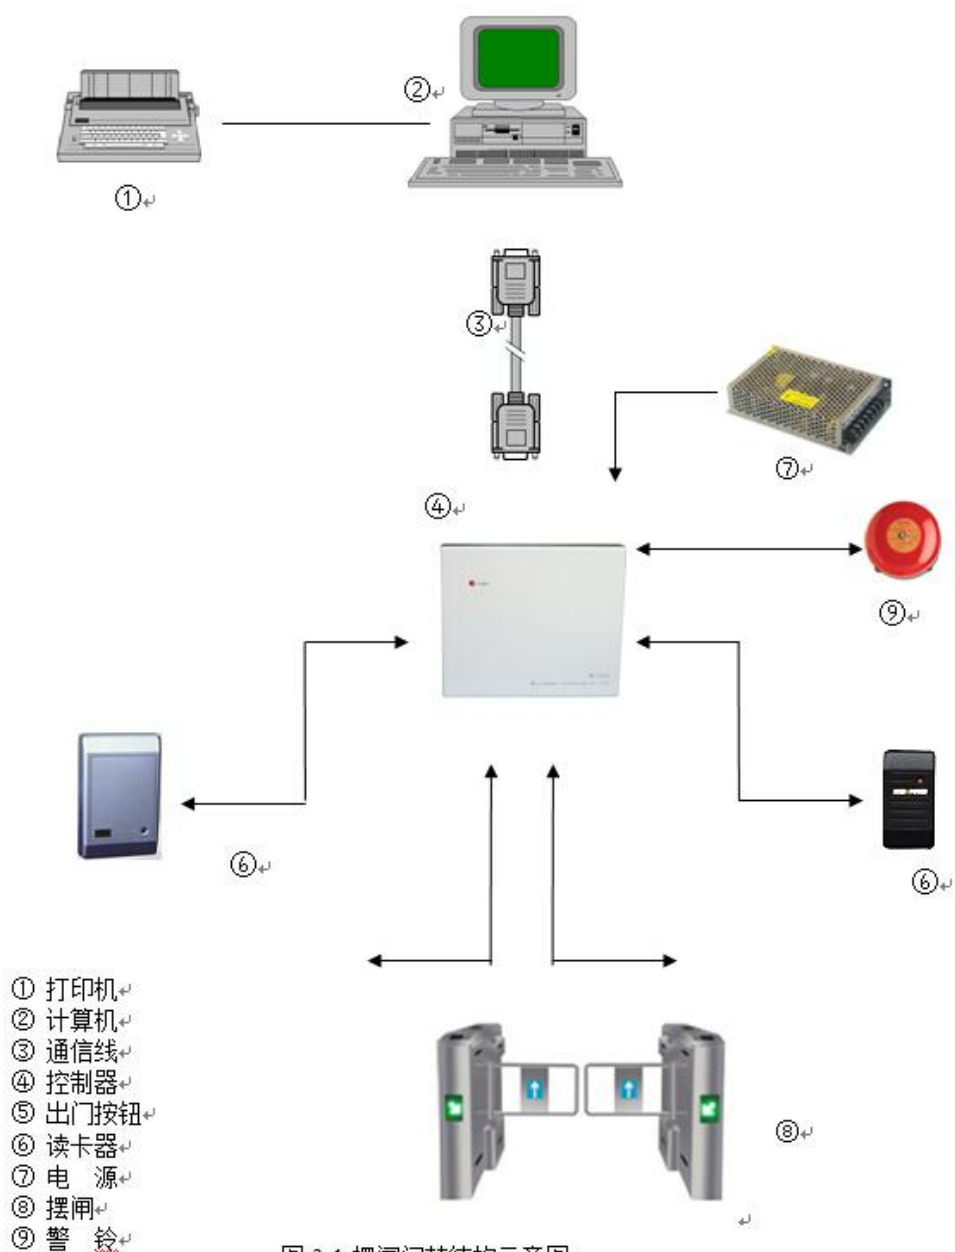 ②
①
③
⑦
④
⑨
⑥
⑥
① 打印机
② 计算机
③ 通信线
④ 控制器
⑤ 出门按钮
⑥ 读卡器
⑦ 电 源
⑧ 摆闸
⑨ 警 铃
⑧